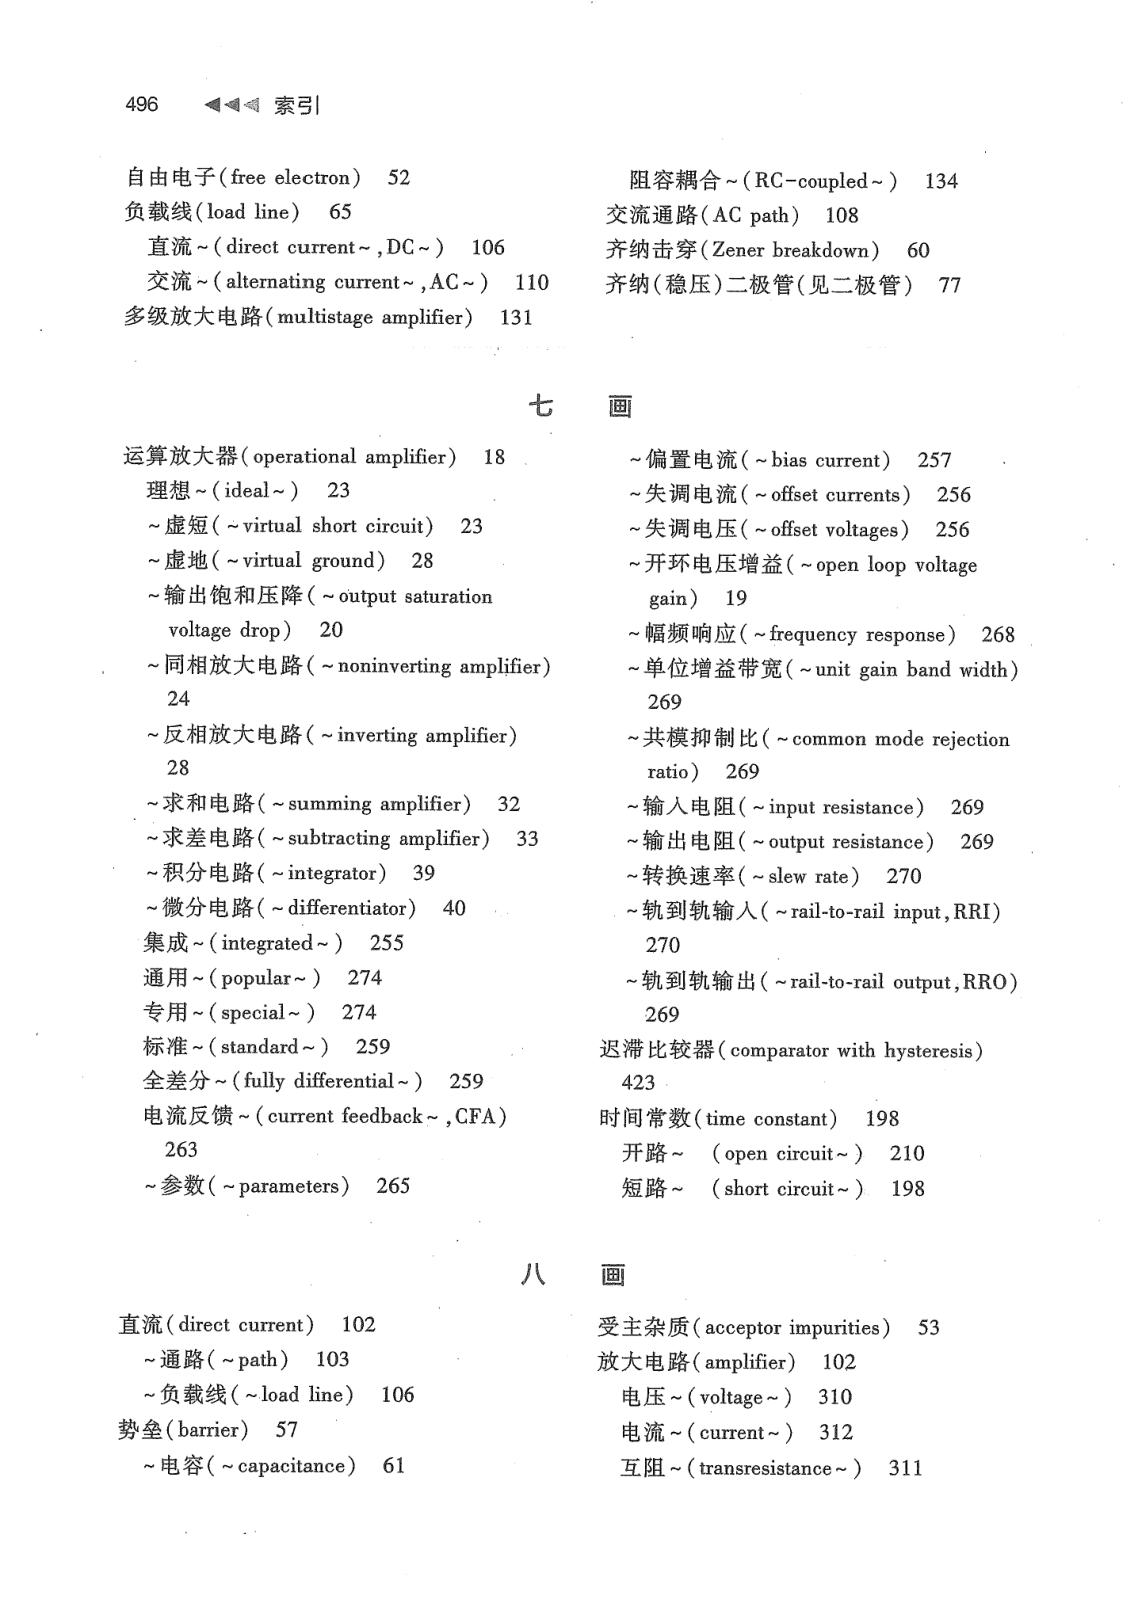 496 索引
自由电子(free electron) 52
负载线(load line) 65
直流~(direct current~,DC~) 106
交流~(alternating current~,AC~) 110
多级放大电路(multistage amplifier) 131
阻容耦合~(RC-coupled~) 134
交流通路(AC path) 108
齐纳击穿(Zener breakdown) 60
齐纳(稳压)二极管(见二极管) 77
七 画
运算放大器(operational amplifier) 18
理想~(ideal~) 23
~虚短(~virtual short circuit) 23
~虚地(~virtual ground) 28
~输出饱和压降(~output saturation
voltage drop) 20
~同相放大电路(~noninverting amplifier)
24
~反相放大电路(~inverting amplifier)
28
~求和电路(~summing amplifier) 32
~求差电路(~subtracting amplifier) 33
~积分电路(~integrator) 39
~微分电路(~differentiator) 40
集成~(integrated~) 255
通用~(popular~) 274
专用~(special~) 274
标准~(standard~) 259
全差分~(fully differential~) 259
电流反馈~(current feedback~,CFA)
263
~参数(~parameters) 265
~偏置电流(~bias current) 257
~失调电流(~offset currents) 256
~失调电压(~offset voltages) 256
~开环电压增益(~open loop voltage
gain) 19
~幅频响应(~frequency response) 268
~单位增益带宽(~unit gain band width)
269
~共模抑制比(~common mode rejection
ratio) 269
~输入电阻(~input resistance) 269
~输出电阻(~output resistance) 269
~转换速率(~slew rate) 270
~轨到轨输入(~rail-to-rail input,RRI)
270
~轨到轨输出(~rail-to-rail output,RRO)
269
迟滞比较器(comparator with hysteresis)
423
时间常数(time constant) 198
开路~ (open circuit~) 210
短路~ (short circuit~) 198
八 画
直流(direct current) 102
~通路(~path) 103
~负载线(~load line) 106
势垒(barrier) 57
~电容(~capacitance) 61
受主杂质(acceptor impurities) 53
放大电路(amplifier) 102
电压~(voltage~) 310
电流~(current~) 312
互阻~(transresistance~) 311